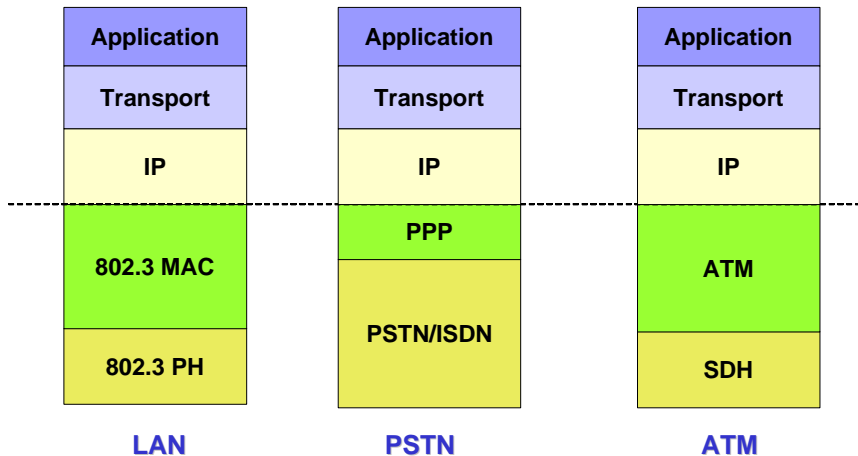 Application
Transport
IP
802.3 MAC
802.3 PH
LAN
Application
Transport
IP
PPP
PSTN/ISDN
PSTN
Application
Transport
IP
ATM
SDH
ATM